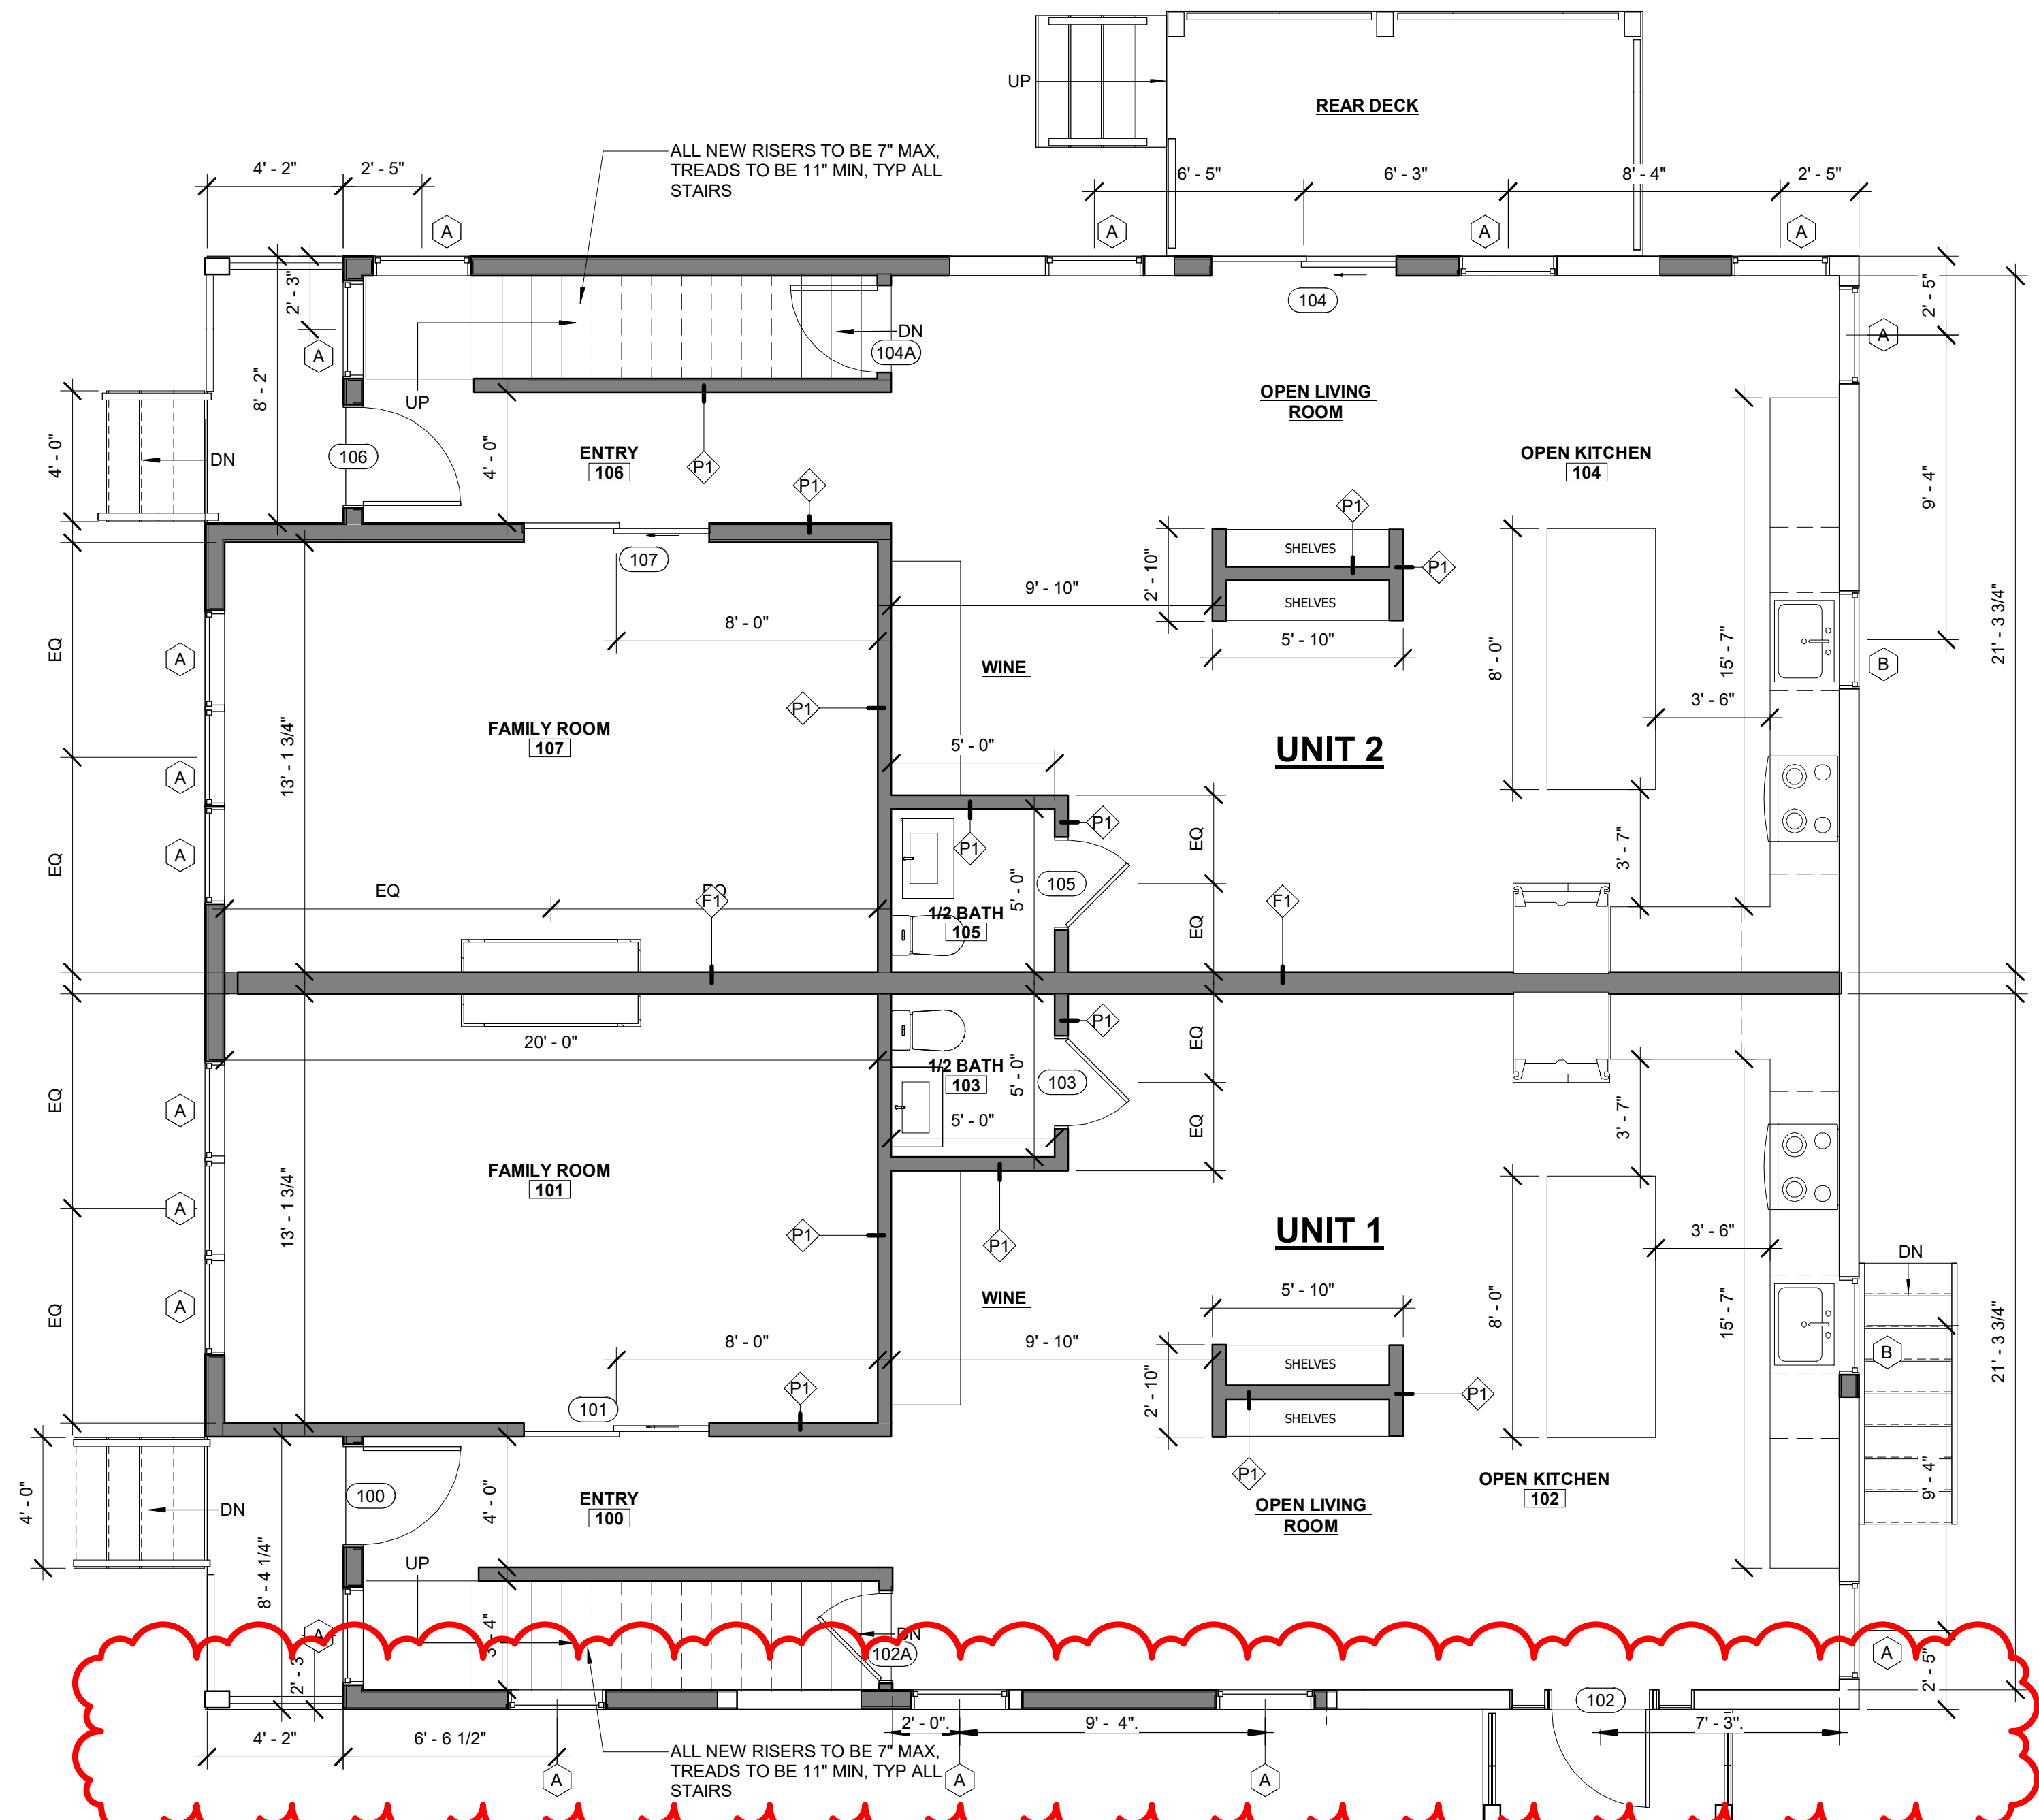 UP
REAR DECK
ALL NEW RISERS TO BE 7" MAX,
TREADS TO BE 11" MIN, TYP ALL
STAIRS
4' - 2"
2' - 5"
6' - 5"
6' - 3"
8' - 4"
2' - 5"
A
A
A
A
2' - 3"
A
8' - 2"
104
DN
104A
2' - 5"
A
UP
OPEN LIVING
ROOM
4' - 0"
DN
106
4' - 0"
ENTRY
106
P1
P1
OPEN KITCHEN
104
9' - 4"
P1
107
SHELVES
P1
2' - 10"
9' - 10"
SHELVES
8' - 0"
5' - 10"
8' - 0"
15' - 7"
21' - 3 3/4"
EQ
A
WINE
B
P1
3' - 6"
FAMILY ROOM
107
13' - 1 3/4"
5' - 0"
UNIT 2
A
P1
P1
EQ
3' - 7"
EQ
A
EQ
EQ
F1
5' - 0"
105
1/2 BATH
105
EQ
F1
P1
EQ
20' - 0"
1/2 BATH
103
5' - 0"
103
5' - 0"
EQ
3' - 7"
EQ
A
FAMILY ROOM
101
13' - 1 3/4"
A
P1
P1
UNIT 1
3' - 6"
DN
EQ
A
WINE
5' - 10"
8' - 0"
15' - 7"
21' - 3 3/4"
8' - 0"
9' - 10"
B
SHELVES
2' - 10"
P1
P1
101
SHELVES
P1
OPEN KITCHEN
102
9' - 4"
4' - 0"
100
DN
4' - 0"
ENTRY
100
OPEN LIVING
ROOM
UP
8' - 4 1/4"
3' - 4"
A
DN
102A
2' - 3
A
2' - 5"
102
4' - 2"
6' - 6 1/2"
2' - 0".
9' - 4".
7' - 3".
ALL NEW RISERS TO BE 7" MAX,
TREADS TO BE 11" MIN, TYP ALL
STAIRS
A
A
A